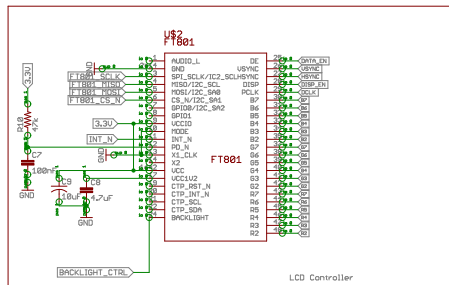 U$2
FT801
GND
AUDIO_L
GND
SPI_SCLK/IC2_SCL
MISO/I2C_SCL
MOSI/I2C_SA0
CS_N/I2C_SA1
GPIO0/I2C_SA2
GPIO1
VCCIO
MODE
INT_N
PD_N
X1_CLK
X2
VCC
VCC1V2
CTP_RST_N
CTP_INT_N
CTP_SCL
CTP_SDA
BACKLIGHT
DE
VSYNC
HSYNC
DISP
PCLK
B7
B6
B5
B4
B3
B2
G7
G6
G5
G4
G3
G2
R7
R6
R5
R4
R3
R2
FT801
DATA_EN
VSYNC
HSYNC
DISP_EN
DCLK
FT801_SCLK
FT801_MISO
FT801_MOSI
FT801_CS_N
3.3V
3.3V
INT_N
GND
R10
47k
C7
100nF
GND
C9
10uF
C8
4.7uF
GND
BACKLIGHT_CTRL
LCD Controller